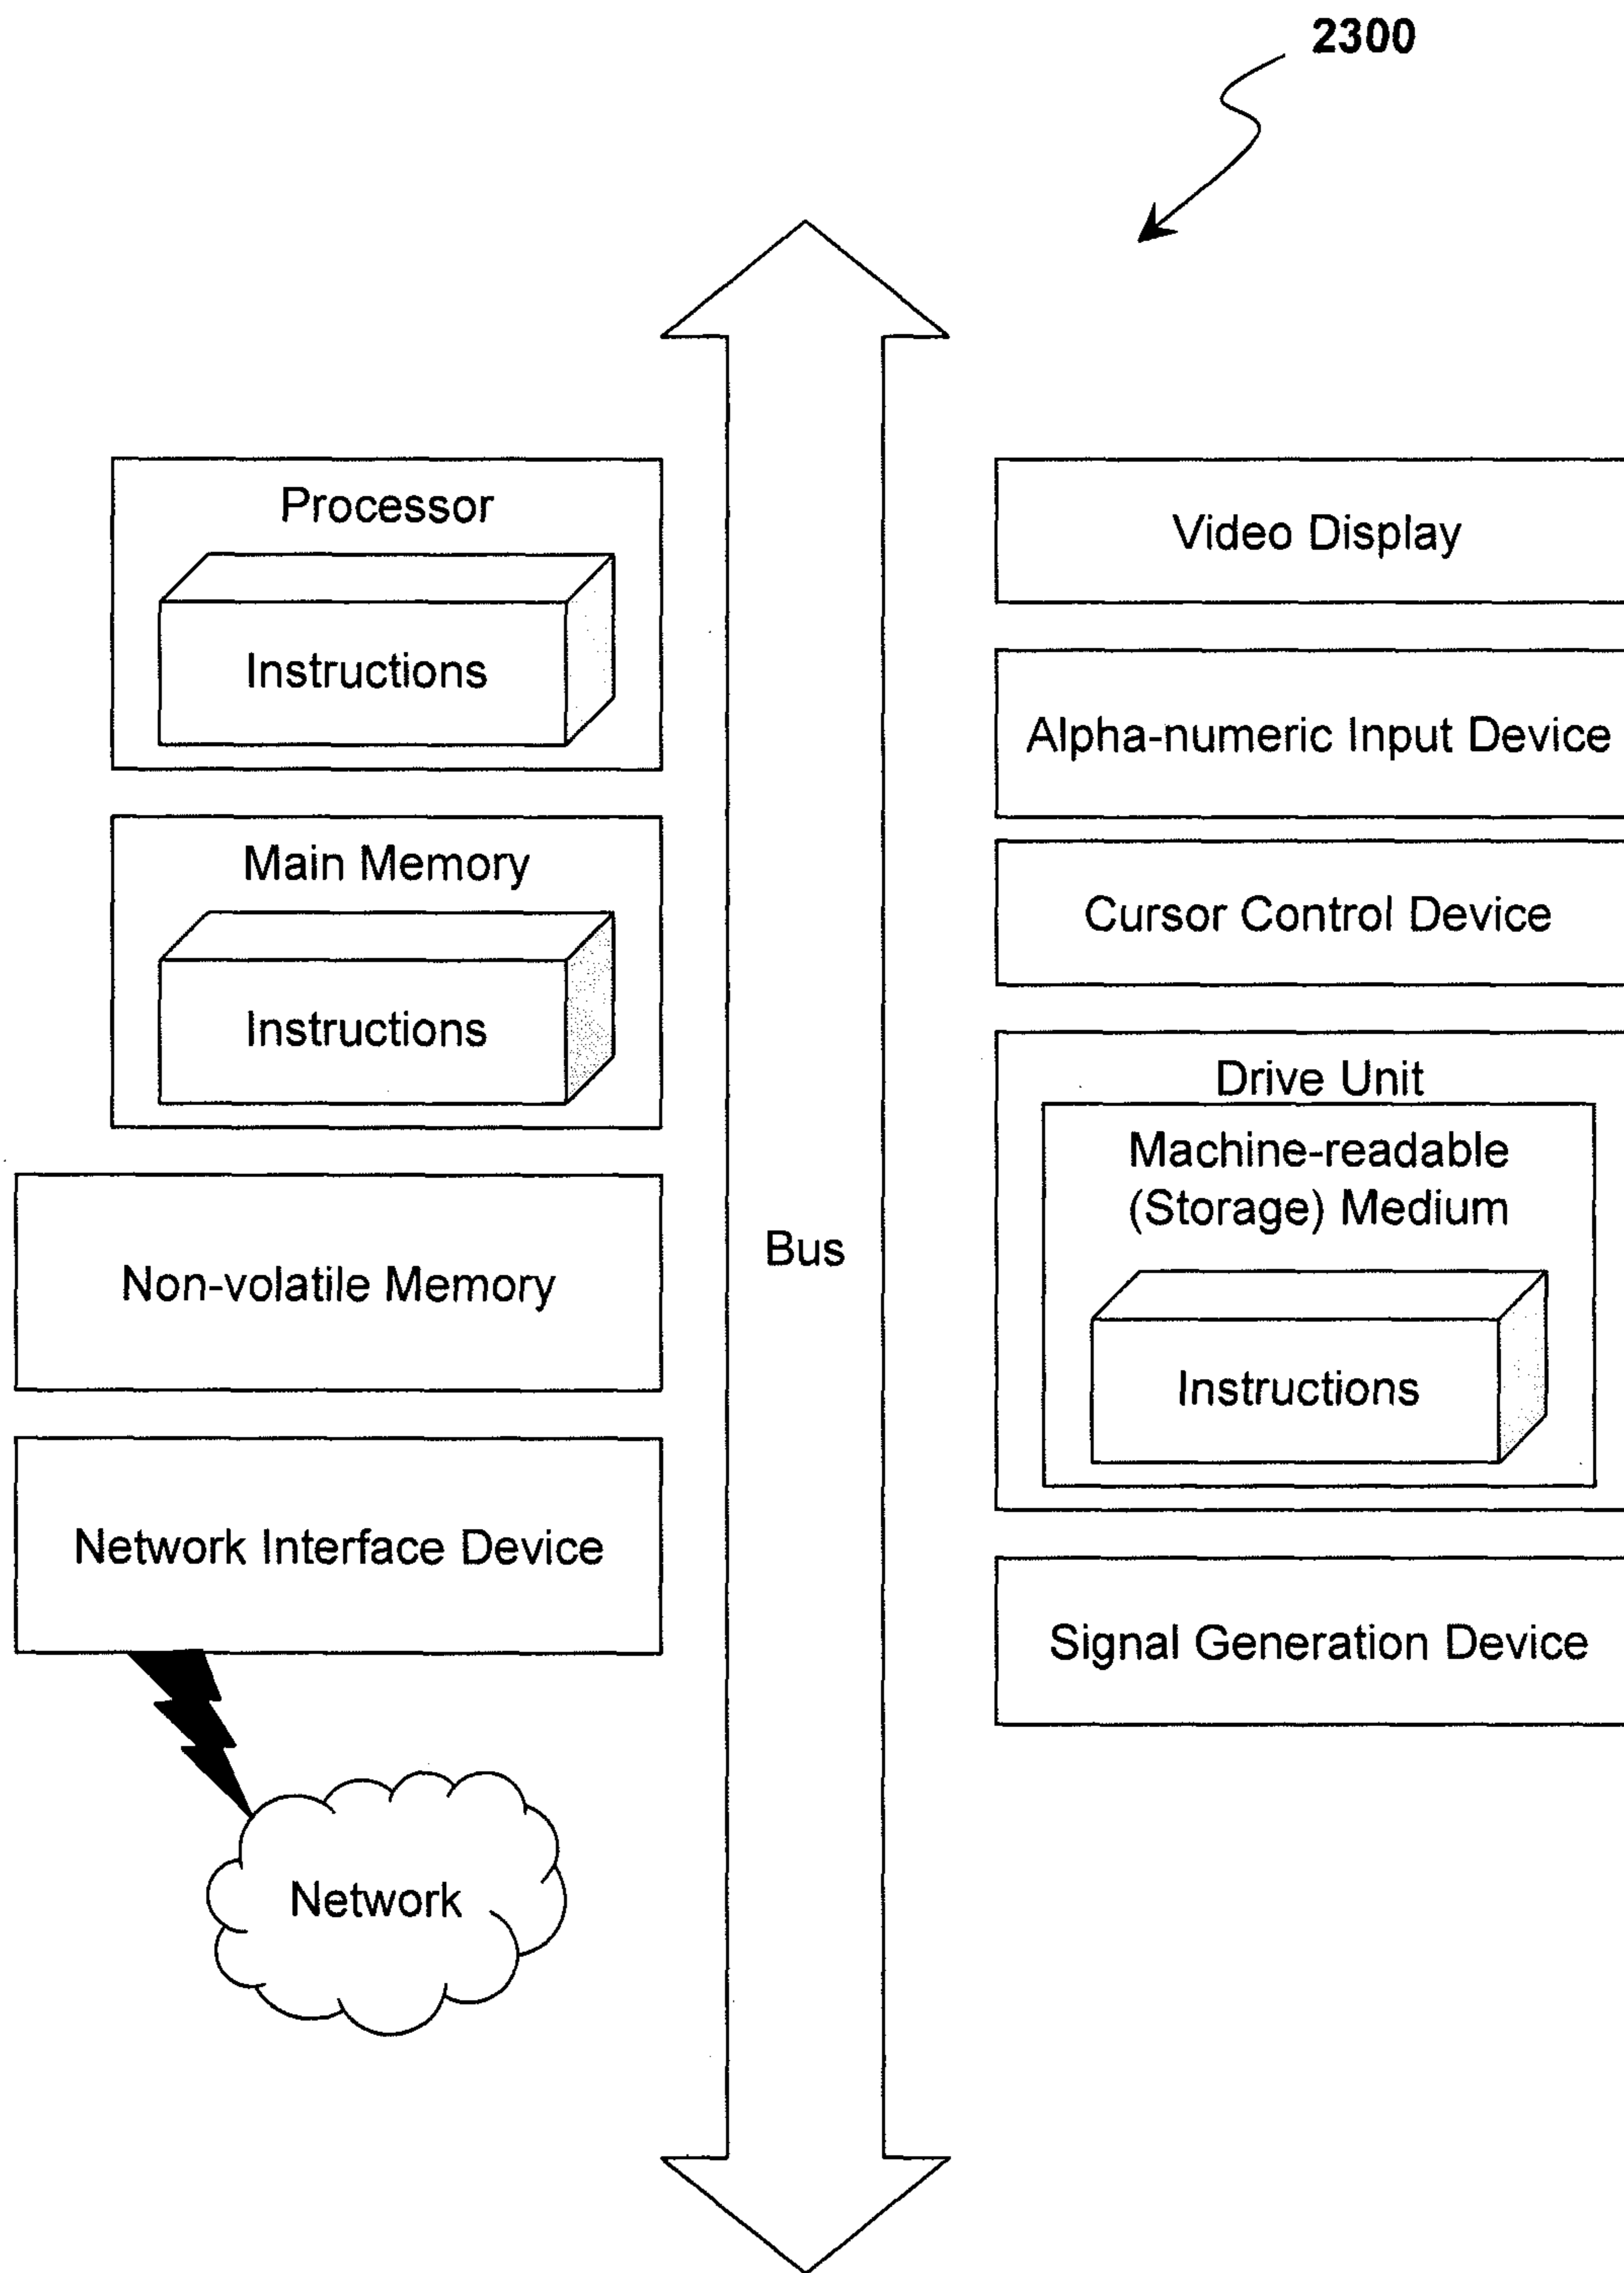 2300
Processor
Instructions
Main Memory
Instructions
Non-volatile Memory
Network Interface Device
Network
Bus
Video Display
Alpha-numeric Input Device
Cursor Control Device
Drive Unit
Machine-readable
(Storage) Medium
Instructions
Signal Generation Device